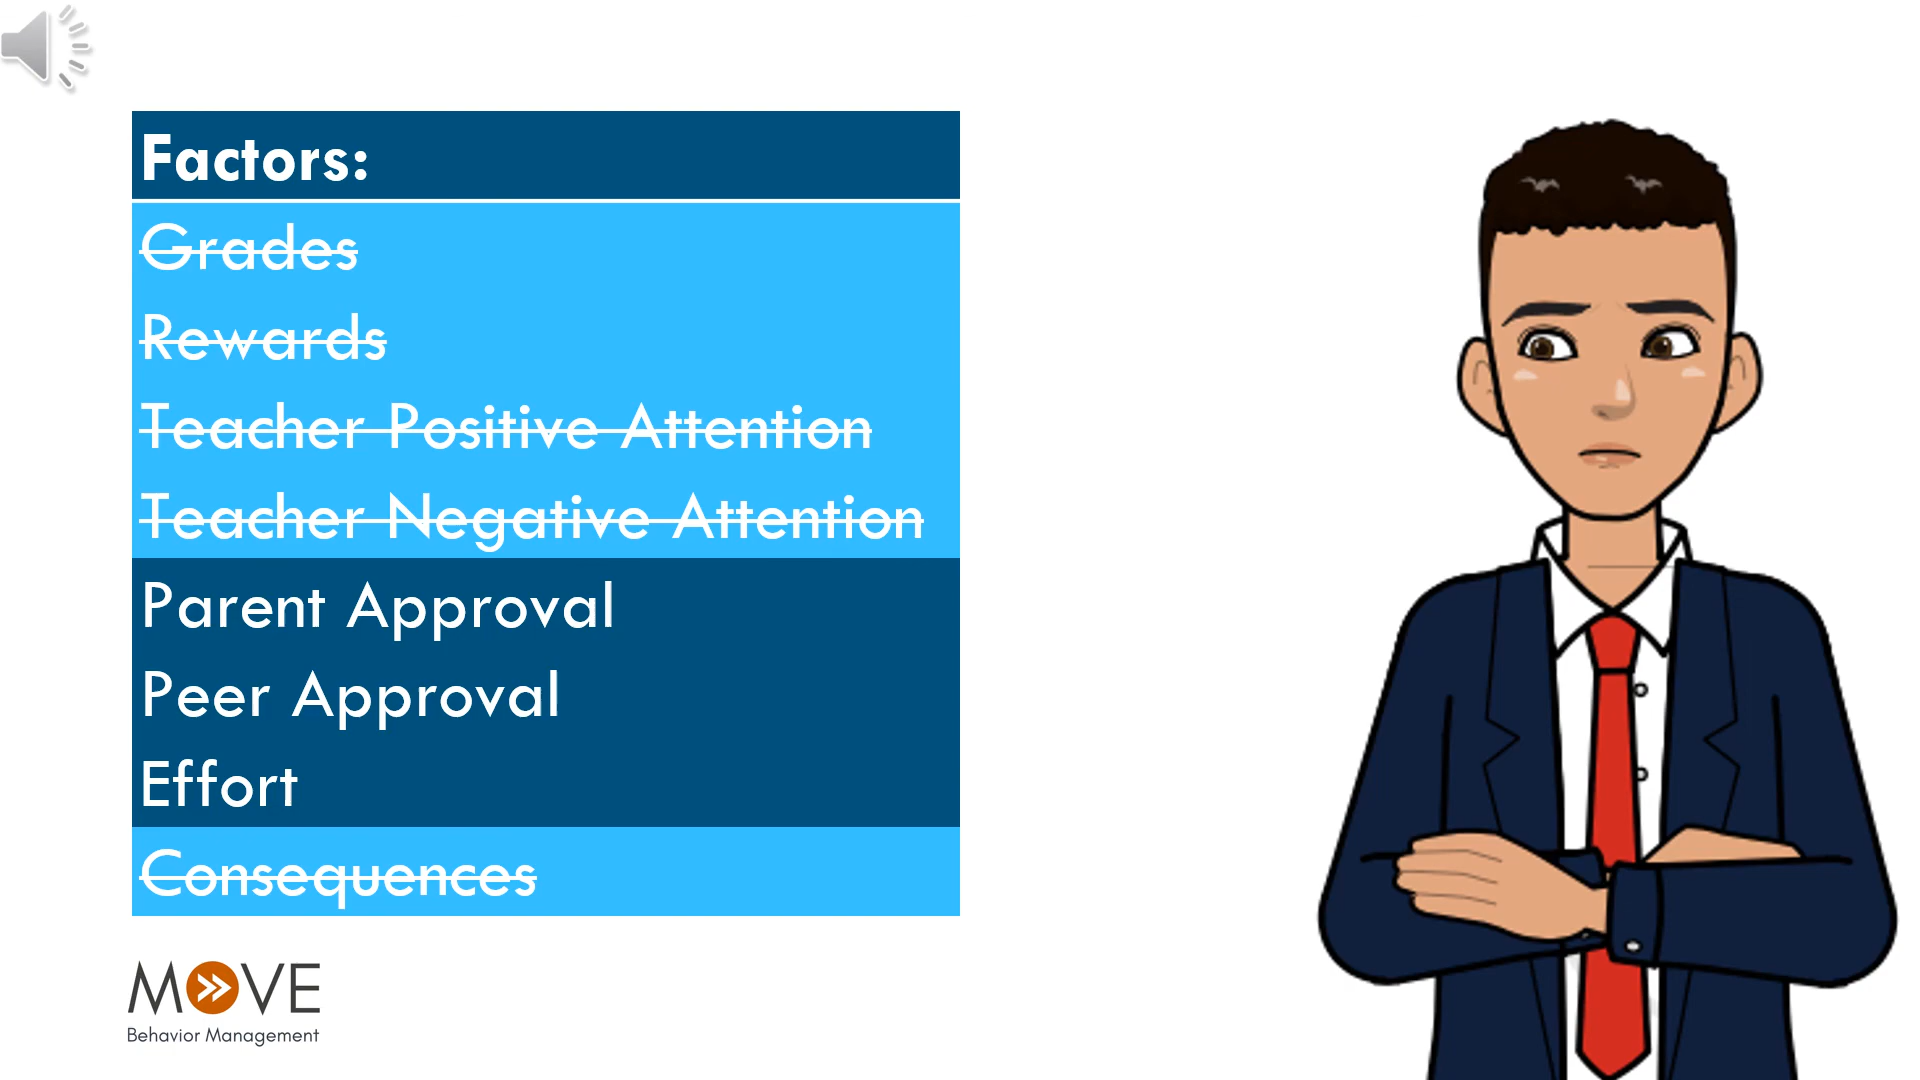 Factors:
Grades
Rewards
Teacher Positive Attention
Teacher Negative Attention
Parent Approval
Peer Approval
Effort
Consequences
MOVE
Behavior Management